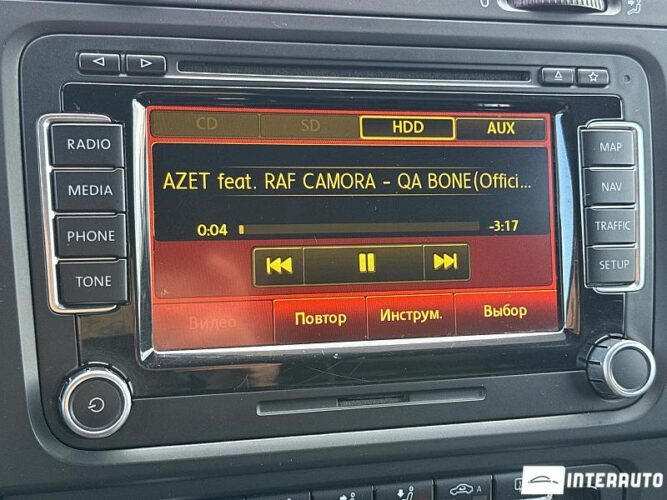 RADIO
MEDIA
PHONE
TONE
CD SD HDD AUX
AZET feat. RAF CAMORA - QA BONE(Offici...
0:04 -3:17
Видео Повтор Инструм. Выбор
MAP
NAV
TRAFFIC
SETUP
A
INTERAUTO